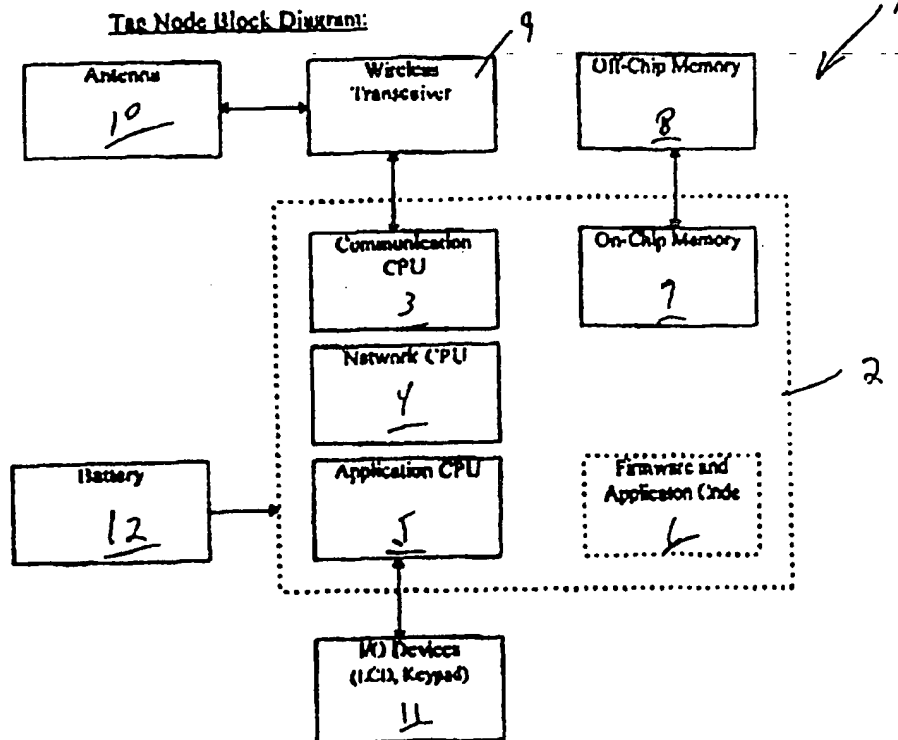 Tag Node Block Diagram:
9
Antenna
10
Wireless
Transceiver
Off-Chip Memory
8
Communication
CPU
3
On-Chip Memory
7
Network CPU
4
2
Battery
12
Application CPU
5
Firmware and
Applicaton Code
6
I/O Devices
(LCD, Keypad)
11